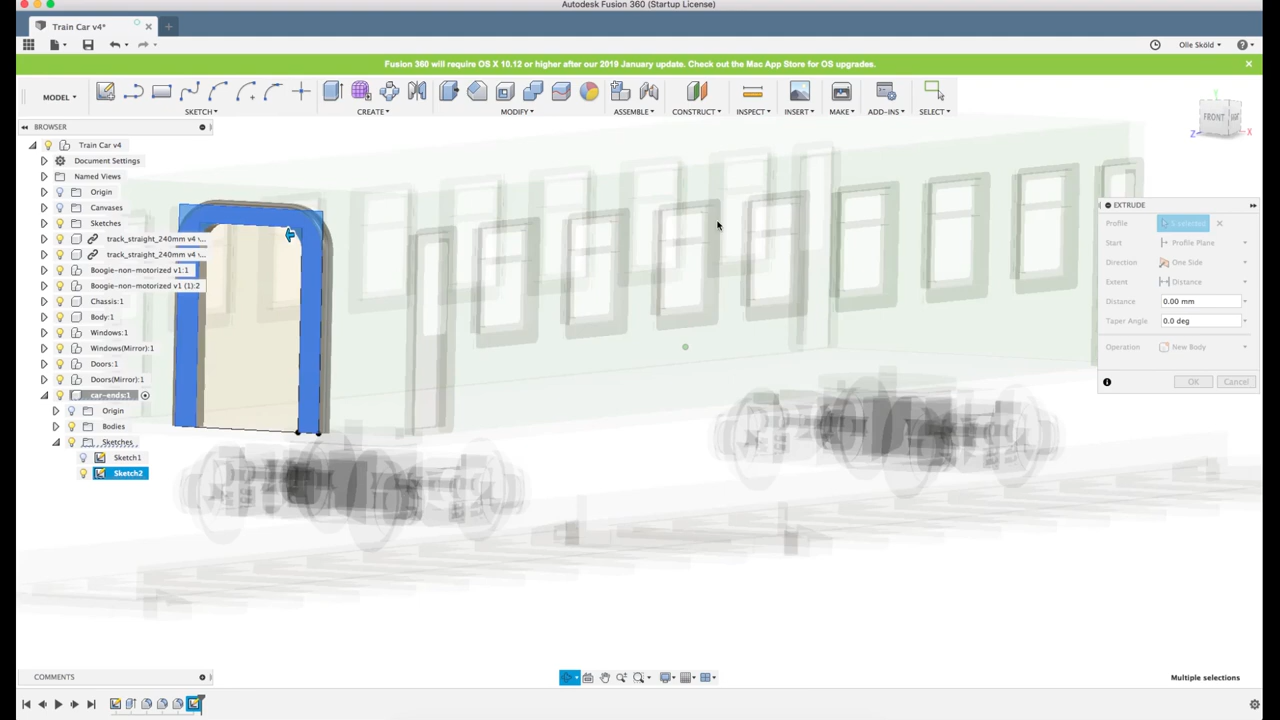 Autodesk Fusion 360 (Startup License)
Train Car v4*
Olle Sköld
Fusion 360 will require OS X 10.12 or higher after our 2019 January update. Check out the Mac App Store for OS upgrades.
MODEL
SKETCH
CREATE
MODIFY
ASSEMBLE
CONSTRUCT
INSPECT
INSERT
MAKE
ADD-INS
SELECT
BROWSER
Train Car v4
Document Settings
Named Views
Origin
Canvases
Sketches
track_straight_240mm v4 ...
track_straight_240mm v4 ...
Boogie-non-motorized v1:1
Boogie-non-motorized v1 (1):2
Chassis:1
Body:1
Windows:1
Windows(Mirror):1
Doors:1
Doors(Mirror):1
car-ends:1
Origin
Bodies
Sketches
Sketch1
Sketch2
FRONT
Y
Z
X
EXTRUDE
Profile
selected
Start
Profile Plane
Direction
One Side
Extent
Distance
Distance
0.00 mm
Taper Angle
0.0 deg
Operation
New Body
OK
Cancel
COMMENTS
Multiple selections